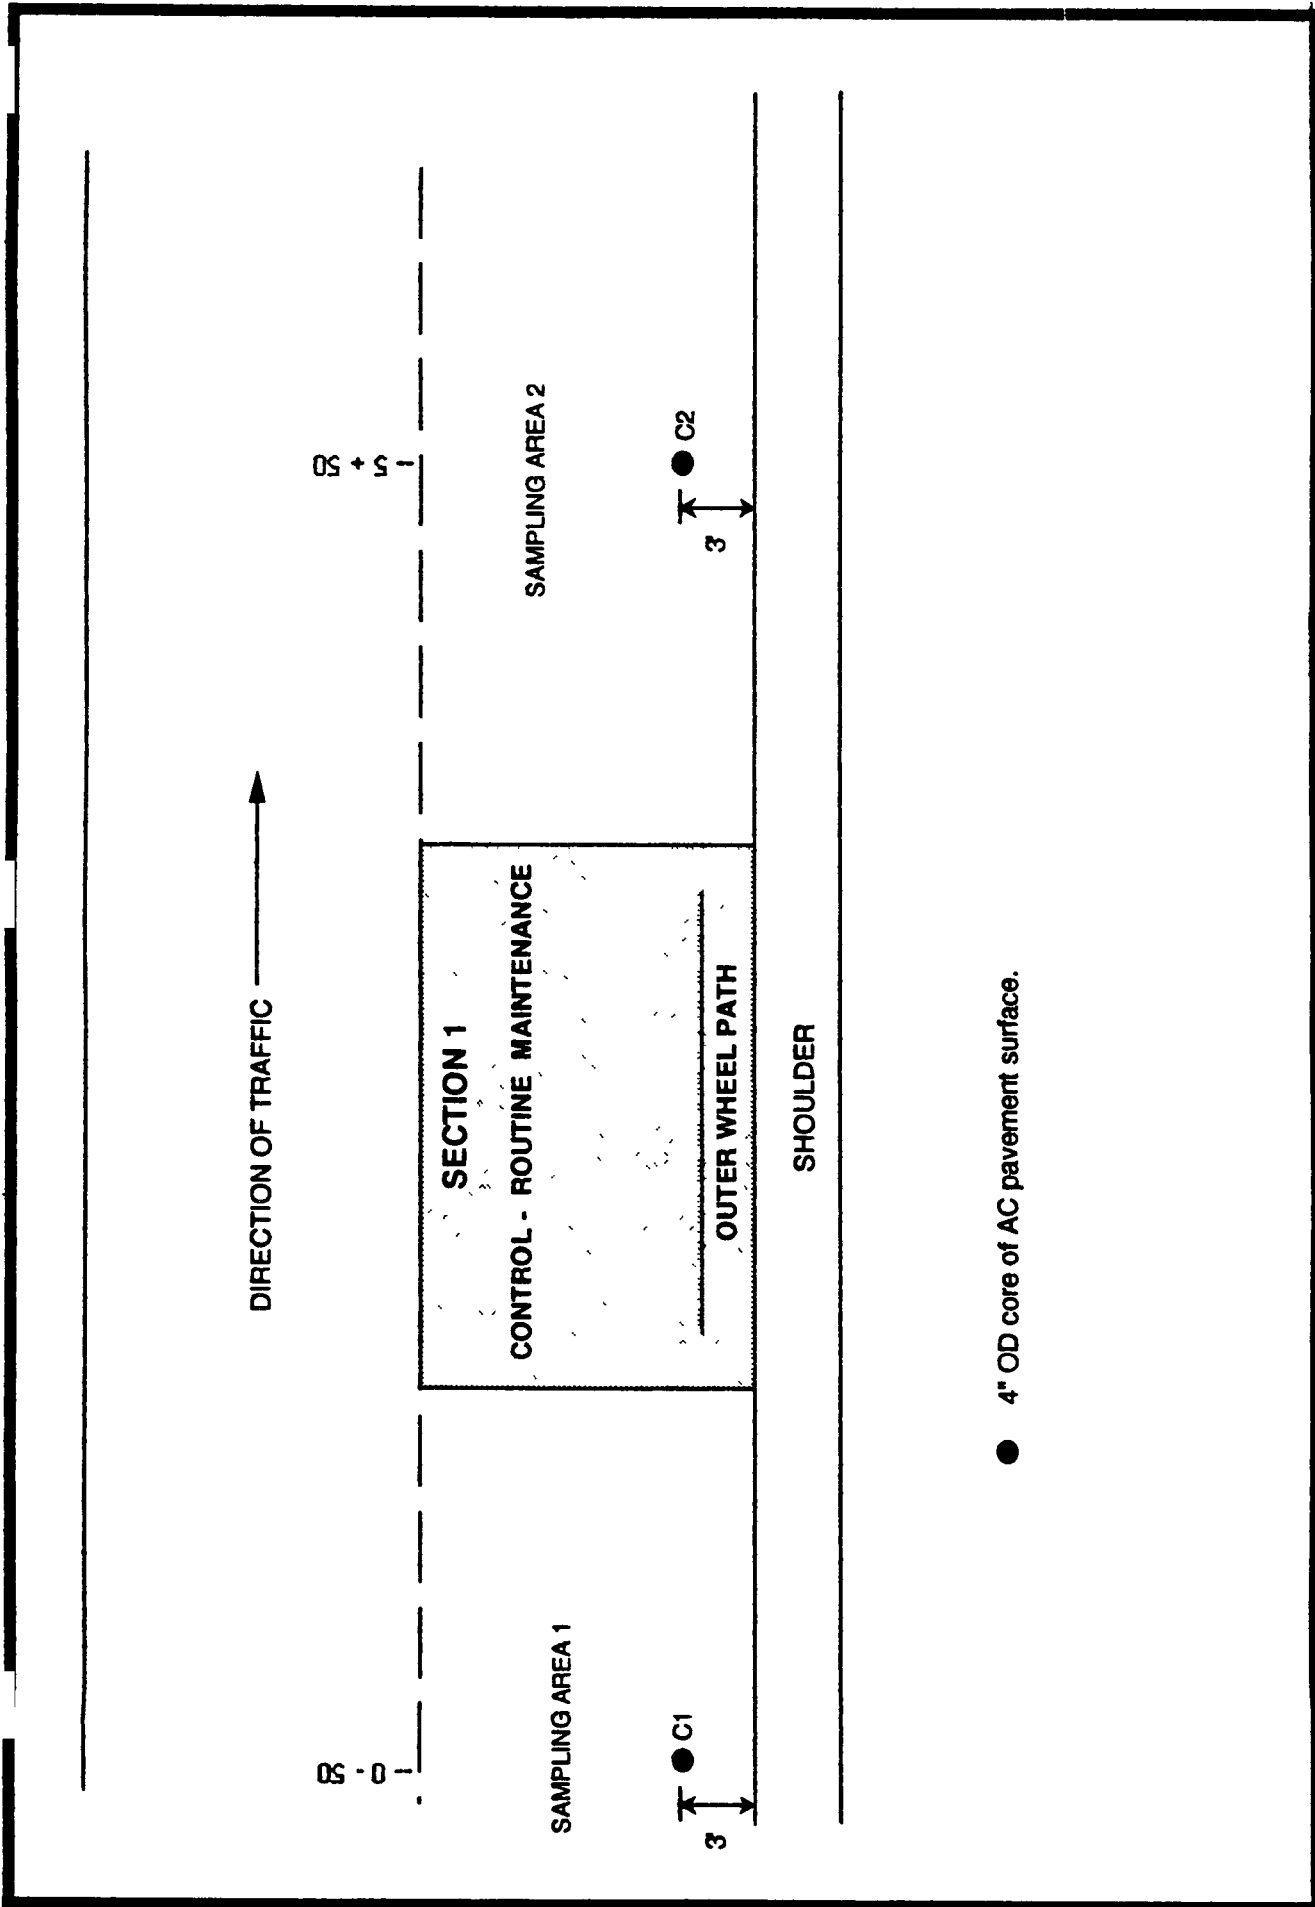 DIRECTION OF TRAFFIC
0 - 50
5 + 50
SECTION 1
CONTROL - ROUTINE MAINTENANCE
SAMPLING AREA 1
SAMPLING AREA 2
C1
C2
3'
3'
OUTER WHEEL PATH
SHOULDER
4" OD core of AC pavement surface.